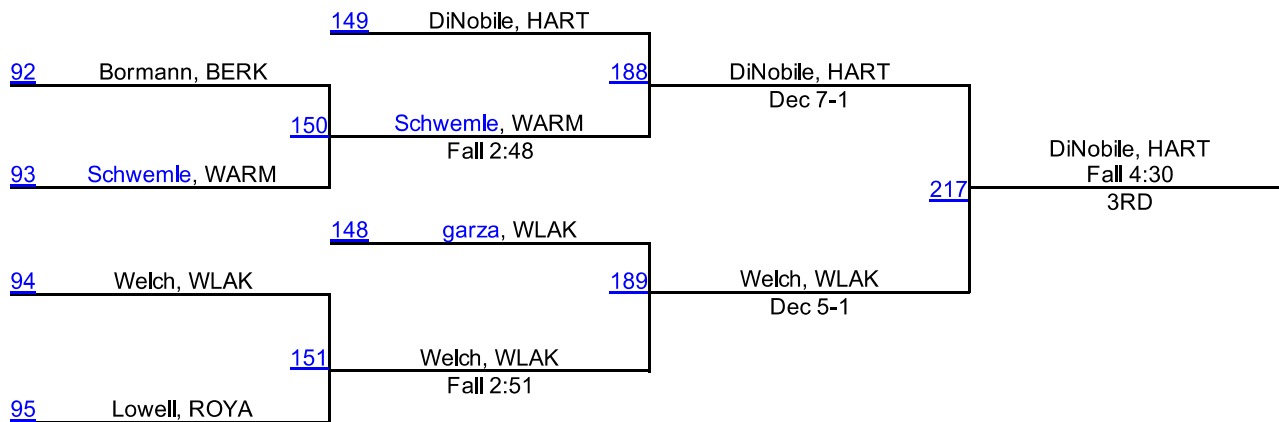 149 DiNobile, HART
92 Bormann, BERK
188 DiNobile, HART
Dec 7-1
150 Schwemle, WARM
Fall 2:48
93 Schwemle, WARM
217 DiNobile, HART
Fall 4:30
3RD
148 garza, WLAK
94 Welch, WLAK
189 Welch, WLAK
Dec 5-1
151 Welch, WLAK
Fall 2:51
95 Lowell, ROYA